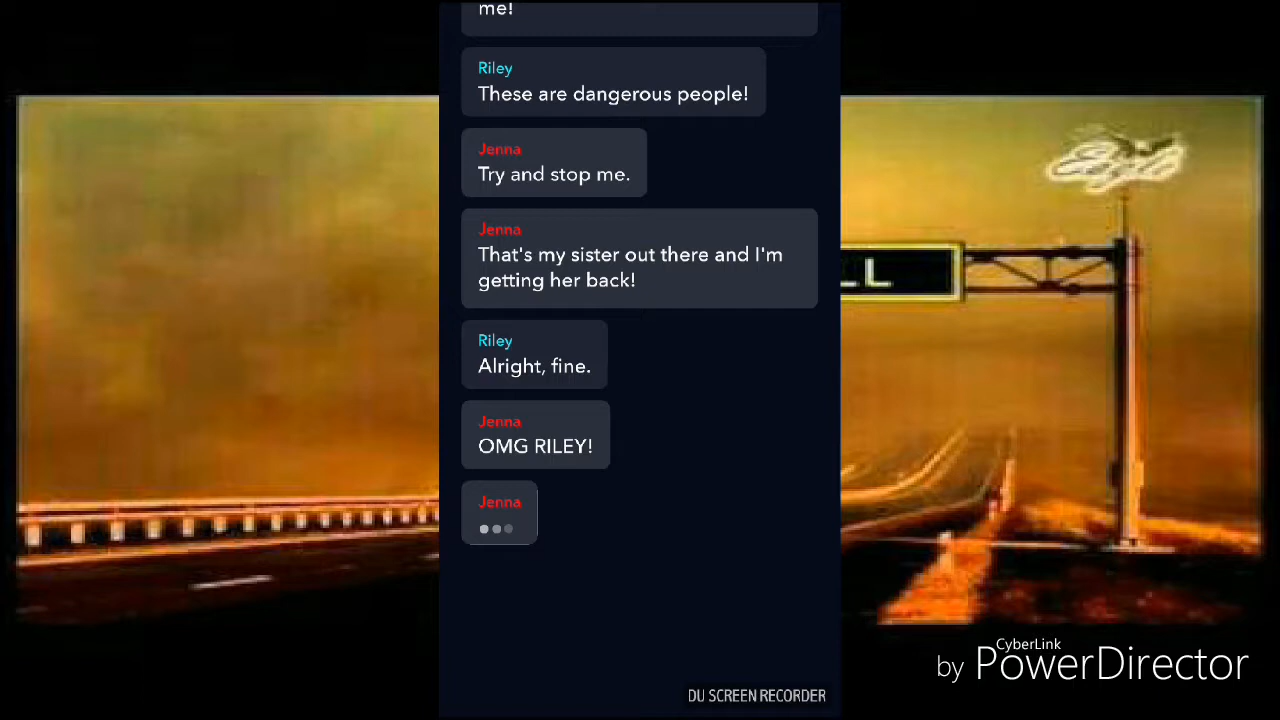 me!
Riley
These are dangerous people!
Jenna
Try and stop me.
Jenna
That's my sister out there and I'm
getting her back!
Riley
Alright, fine.
Jenna
OMG RILEY!
Jenna
LL
CyberLink
by PowerDirector
DU SCREEN RECORDER